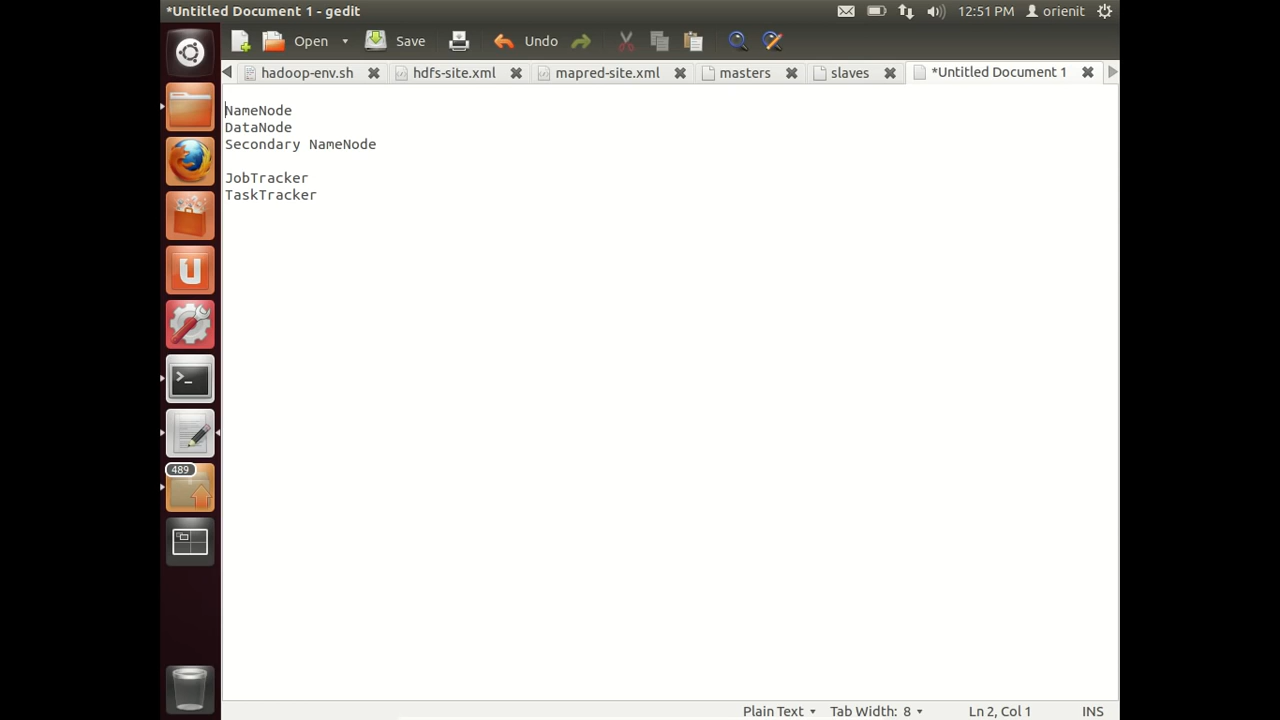 *Untitled Document 1 - gedit
12:51 PM orienit
Open Save Undo
hadoop-env.sh hdfs-site.xml mapred-site.xml masters slaves *Untitled Document 1
NameNode
DataNode
Secondary NameNode
JobTracker
TaskTracker
489
Plain Text Tab Width: 8 Ln 2, Col 1 INS